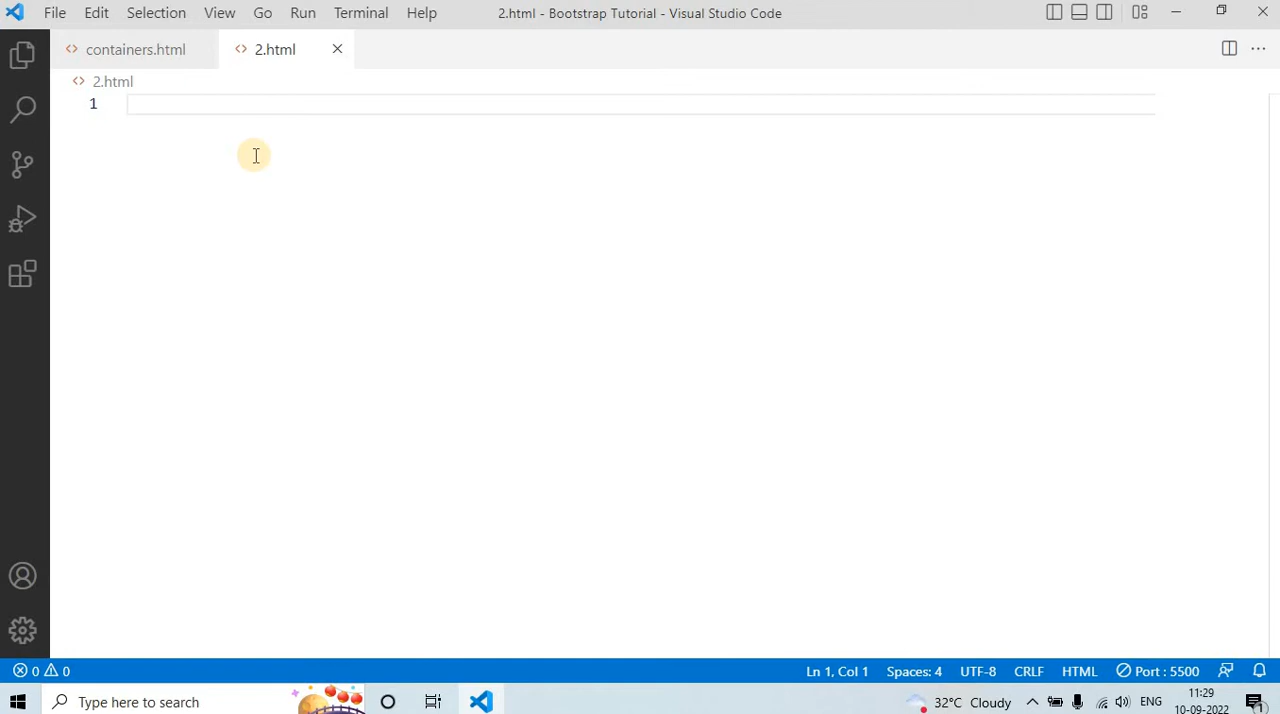 File Edit Selection View Go Run Terminal Help 2.html - Bootstrap Tutorial - Visual Studio Code
containers.html 2.html
2.html
1
0 0 Ln 1, Col 1 Spaces: 4 UTF-8 CRLF HTML Port : 5500
Type here to search 32°C Cloudy ENG 11:29
10-09-2022 1